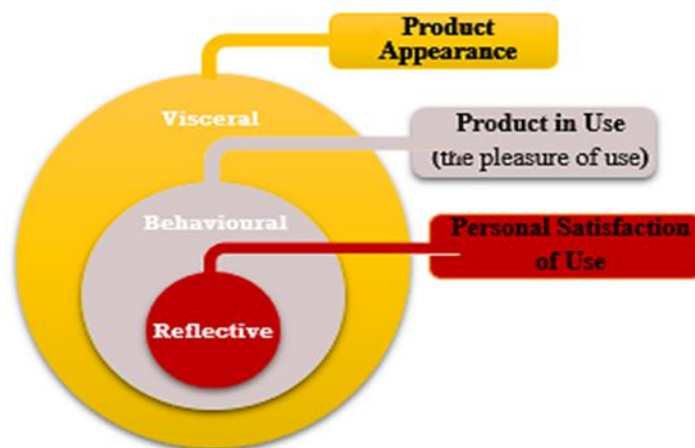 Product
Appearance
Visceral
Product in Use
(the pleasure of use)
Behavioural
Personal Satisfaction
of Use
Reflective